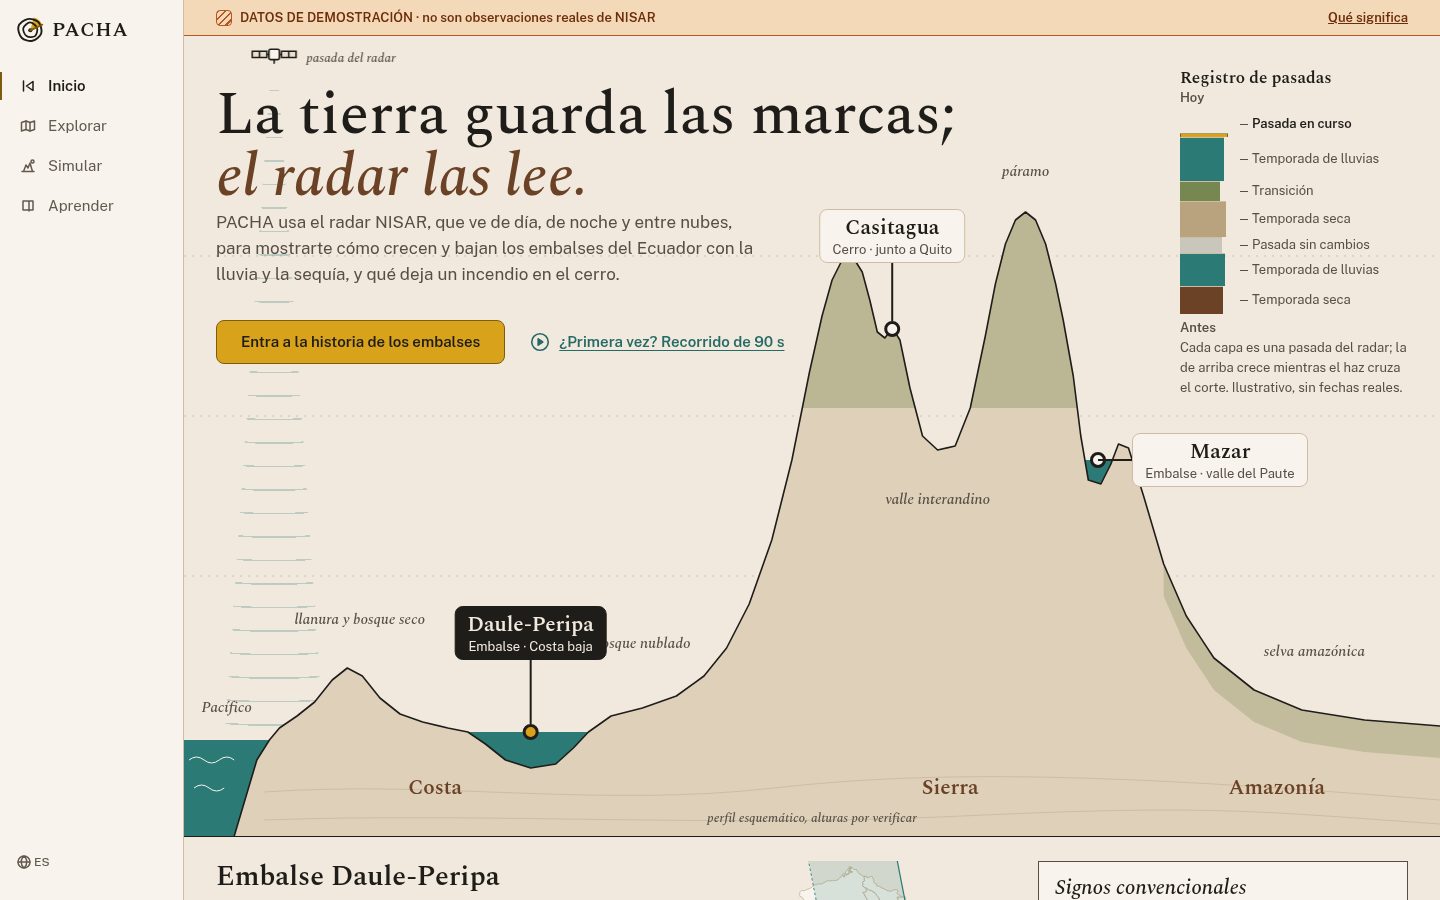 PACHA
Inicio
Explorar
Simular
Aprender
ES
DATOS DE DEMOSTRACIÓN · no son observaciones reales de NISAR
Qué significa
pasada del radar
La tierra guarda las marcas;
el radar las lee.
PACHA usa el radar NISAR, que ve de día, de noche y entre nubes,
para mostrarte cómo crecen y bajan los embalses del Ecuador con la
lluvia y la sequía, y qué deja un incendio en el cerro.
Entra a la historia de los embalses
¿Primera vez? Recorrido de 90 s
Registro de pasadas
Hoy
– Pasada en curso
– Temporada de lluvias
– Transición
– Temporada seca
– Pasada sin cambios
– Temporada de lluvias
– Temporada seca
Antes
Cada capa es una pasada del radar; la
de arriba crece mientras el haz cruza
el corte. Ilustrativo, sin fechas reales.
páramo
Casitagua
Cerro · junto a Quito
Mazar
Embalse · valle del Paute
valle interandino
llanura y bosque seco
Daule-Peripa
Embalse · Costa baja
osque nublado
selva amazónica
Pacífico
Costa
Sierra
Amazonía
perfil esquemático, alturas por verificar
Embalse Daule-Peripa
Signos convencionales